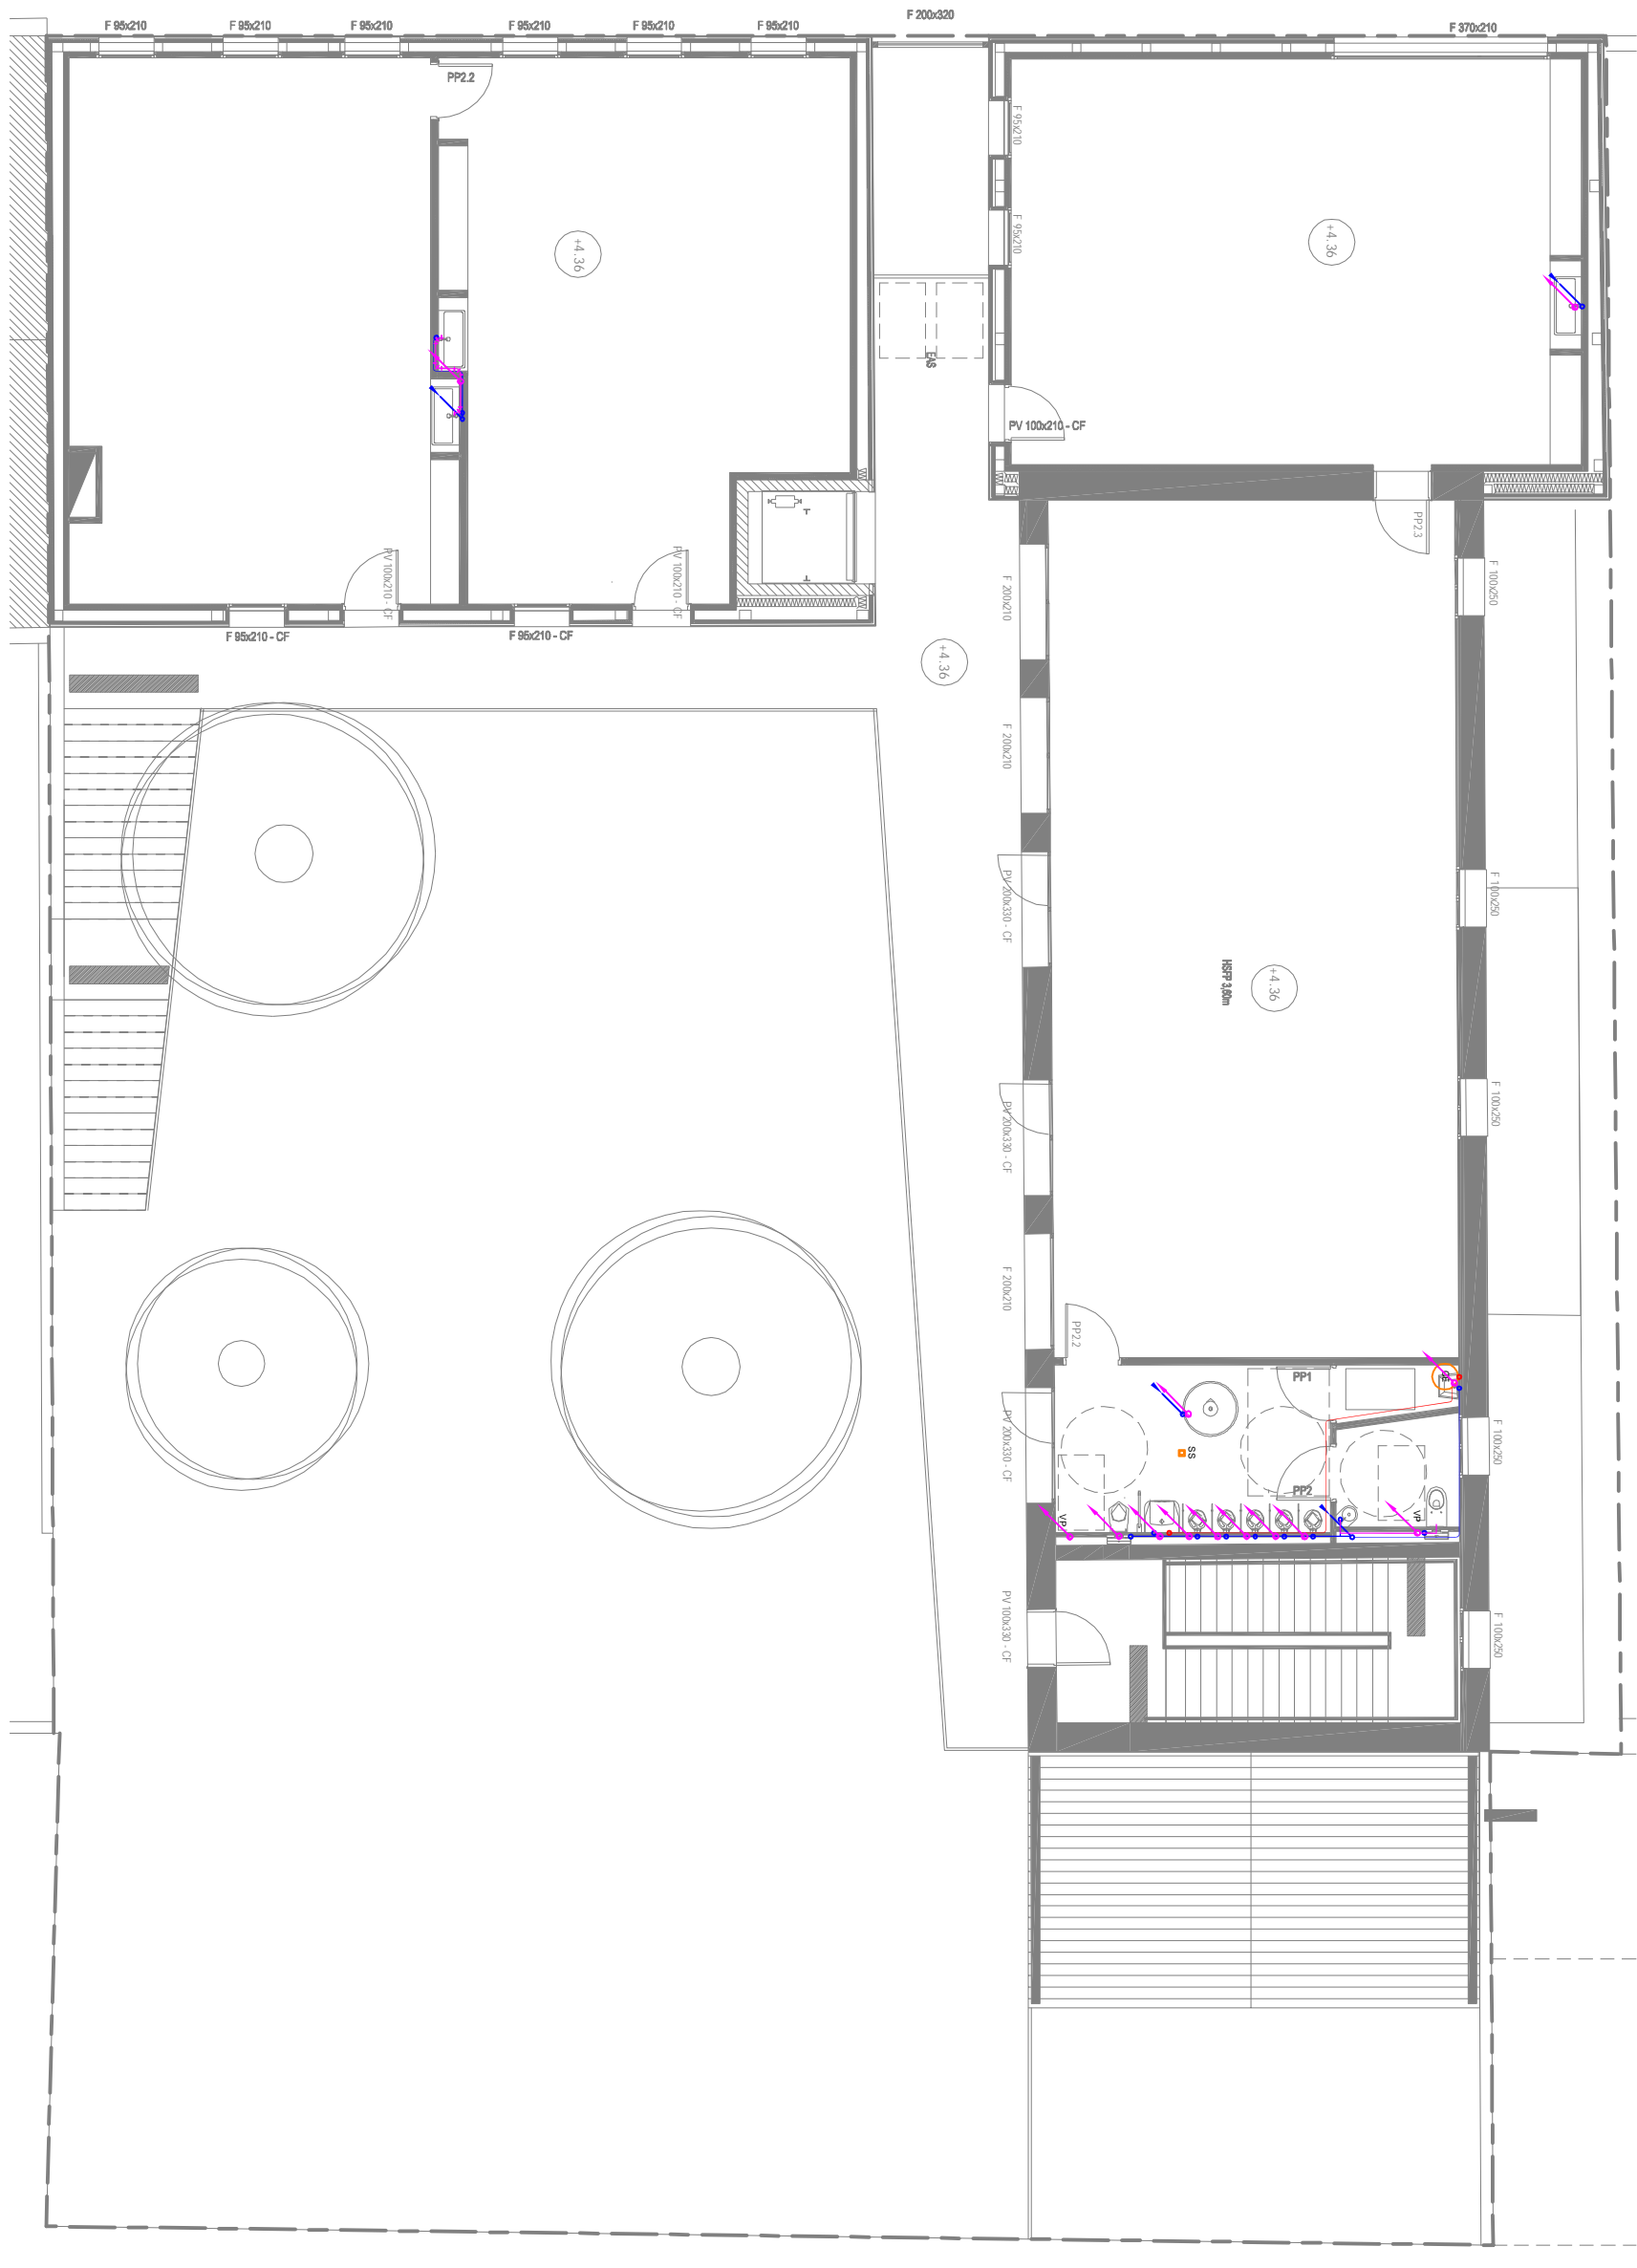 F 200x320
F 95x210
F 95x210
F 95x210
F 95x210
F 95x210
F 95x210
F 370x210
PP2.2
F 95x210
F 95x210
+4.36
+4.36
EAS
PV 100x210 - CF
PP2.3
PV 100x210 - CF
PV 100x210 - CF
F 200x210
F 100x250
F 95x210 - CF
F 95x210 - CF
+4.36
F 200x210
PV 200x330 - CF
F 100x250
HSFP 3,60m
+4.36
PV 200x330 - CF
F 100x250
F 200x210
PP2.2
PP1
PV 200x330 - CF
SS
F 100x250
PP2
VP
VP
PV 100x330 - CF
F 100x250